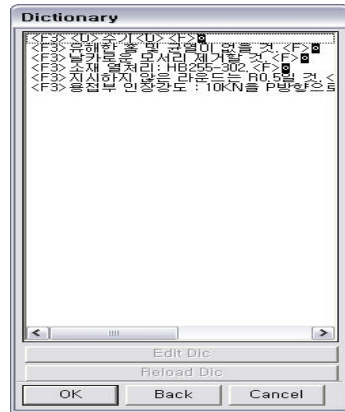 Dictionary
<F3> <U>주기<U> <F>
<F3>유해한 홀 및 균열이 없을 것.<F>
<F3>날카로운 모서리 제거할 것.<F>
<F3>소재 열처리: HB255-302.<F>
<F3>지시하지 않은 라운드는 R0.5일 것.<
<F3>용접부 인장강도 : 10KN을 P방향으로
Edit Dic
Reload Dic
OK Back Cancel